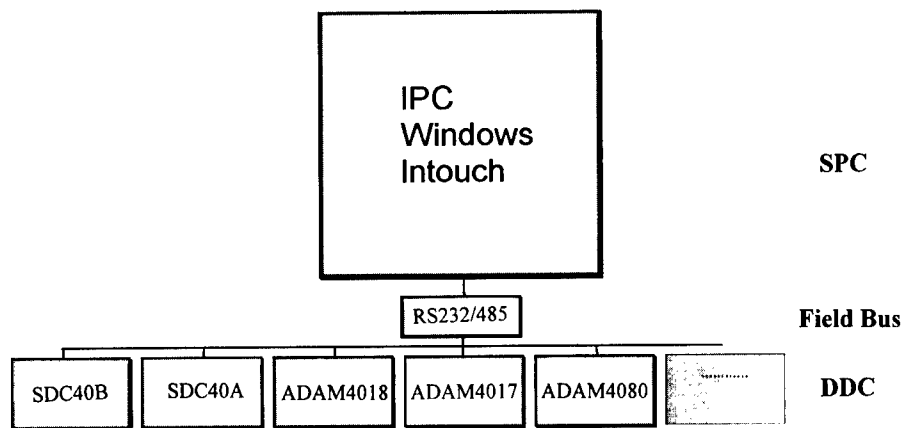 IPC
Windows
Intouch
SPC
RS232/485
Field Bus
SDC40B
SDC40A
ADAM4018
ADAM4017
ADAM4080
...........
DDC